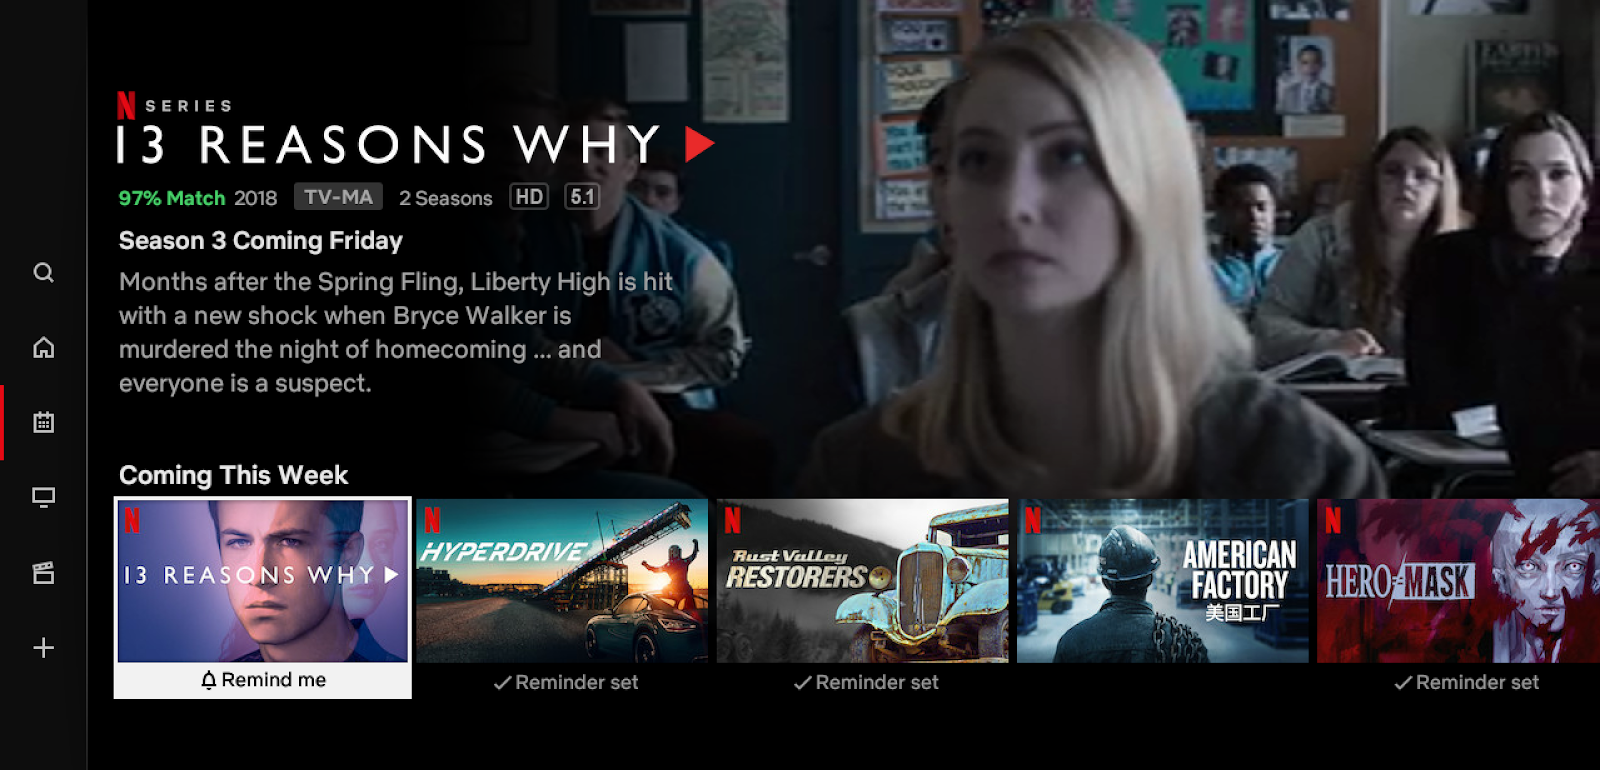 N SERIES
13 REASONS WHY
97% Match 2018 TV-MA 2 Seasons HD 5.1
Season 3 Coming Friday
Months after the Spring Fling, Liberty High is hit
with a new shock when Bryce Walker is
murdered the night of homecoming ... and
everyone is a suspect.
Coming This Week
N
13 REASONS WHY
Remind me
N
HYPERDRIVE
Reminder set
N
Rust Valley
RESTORERS
Reminder set
N
AMERICAN
FACTORY
美国工厂
N
HERO MASK
Reminder set